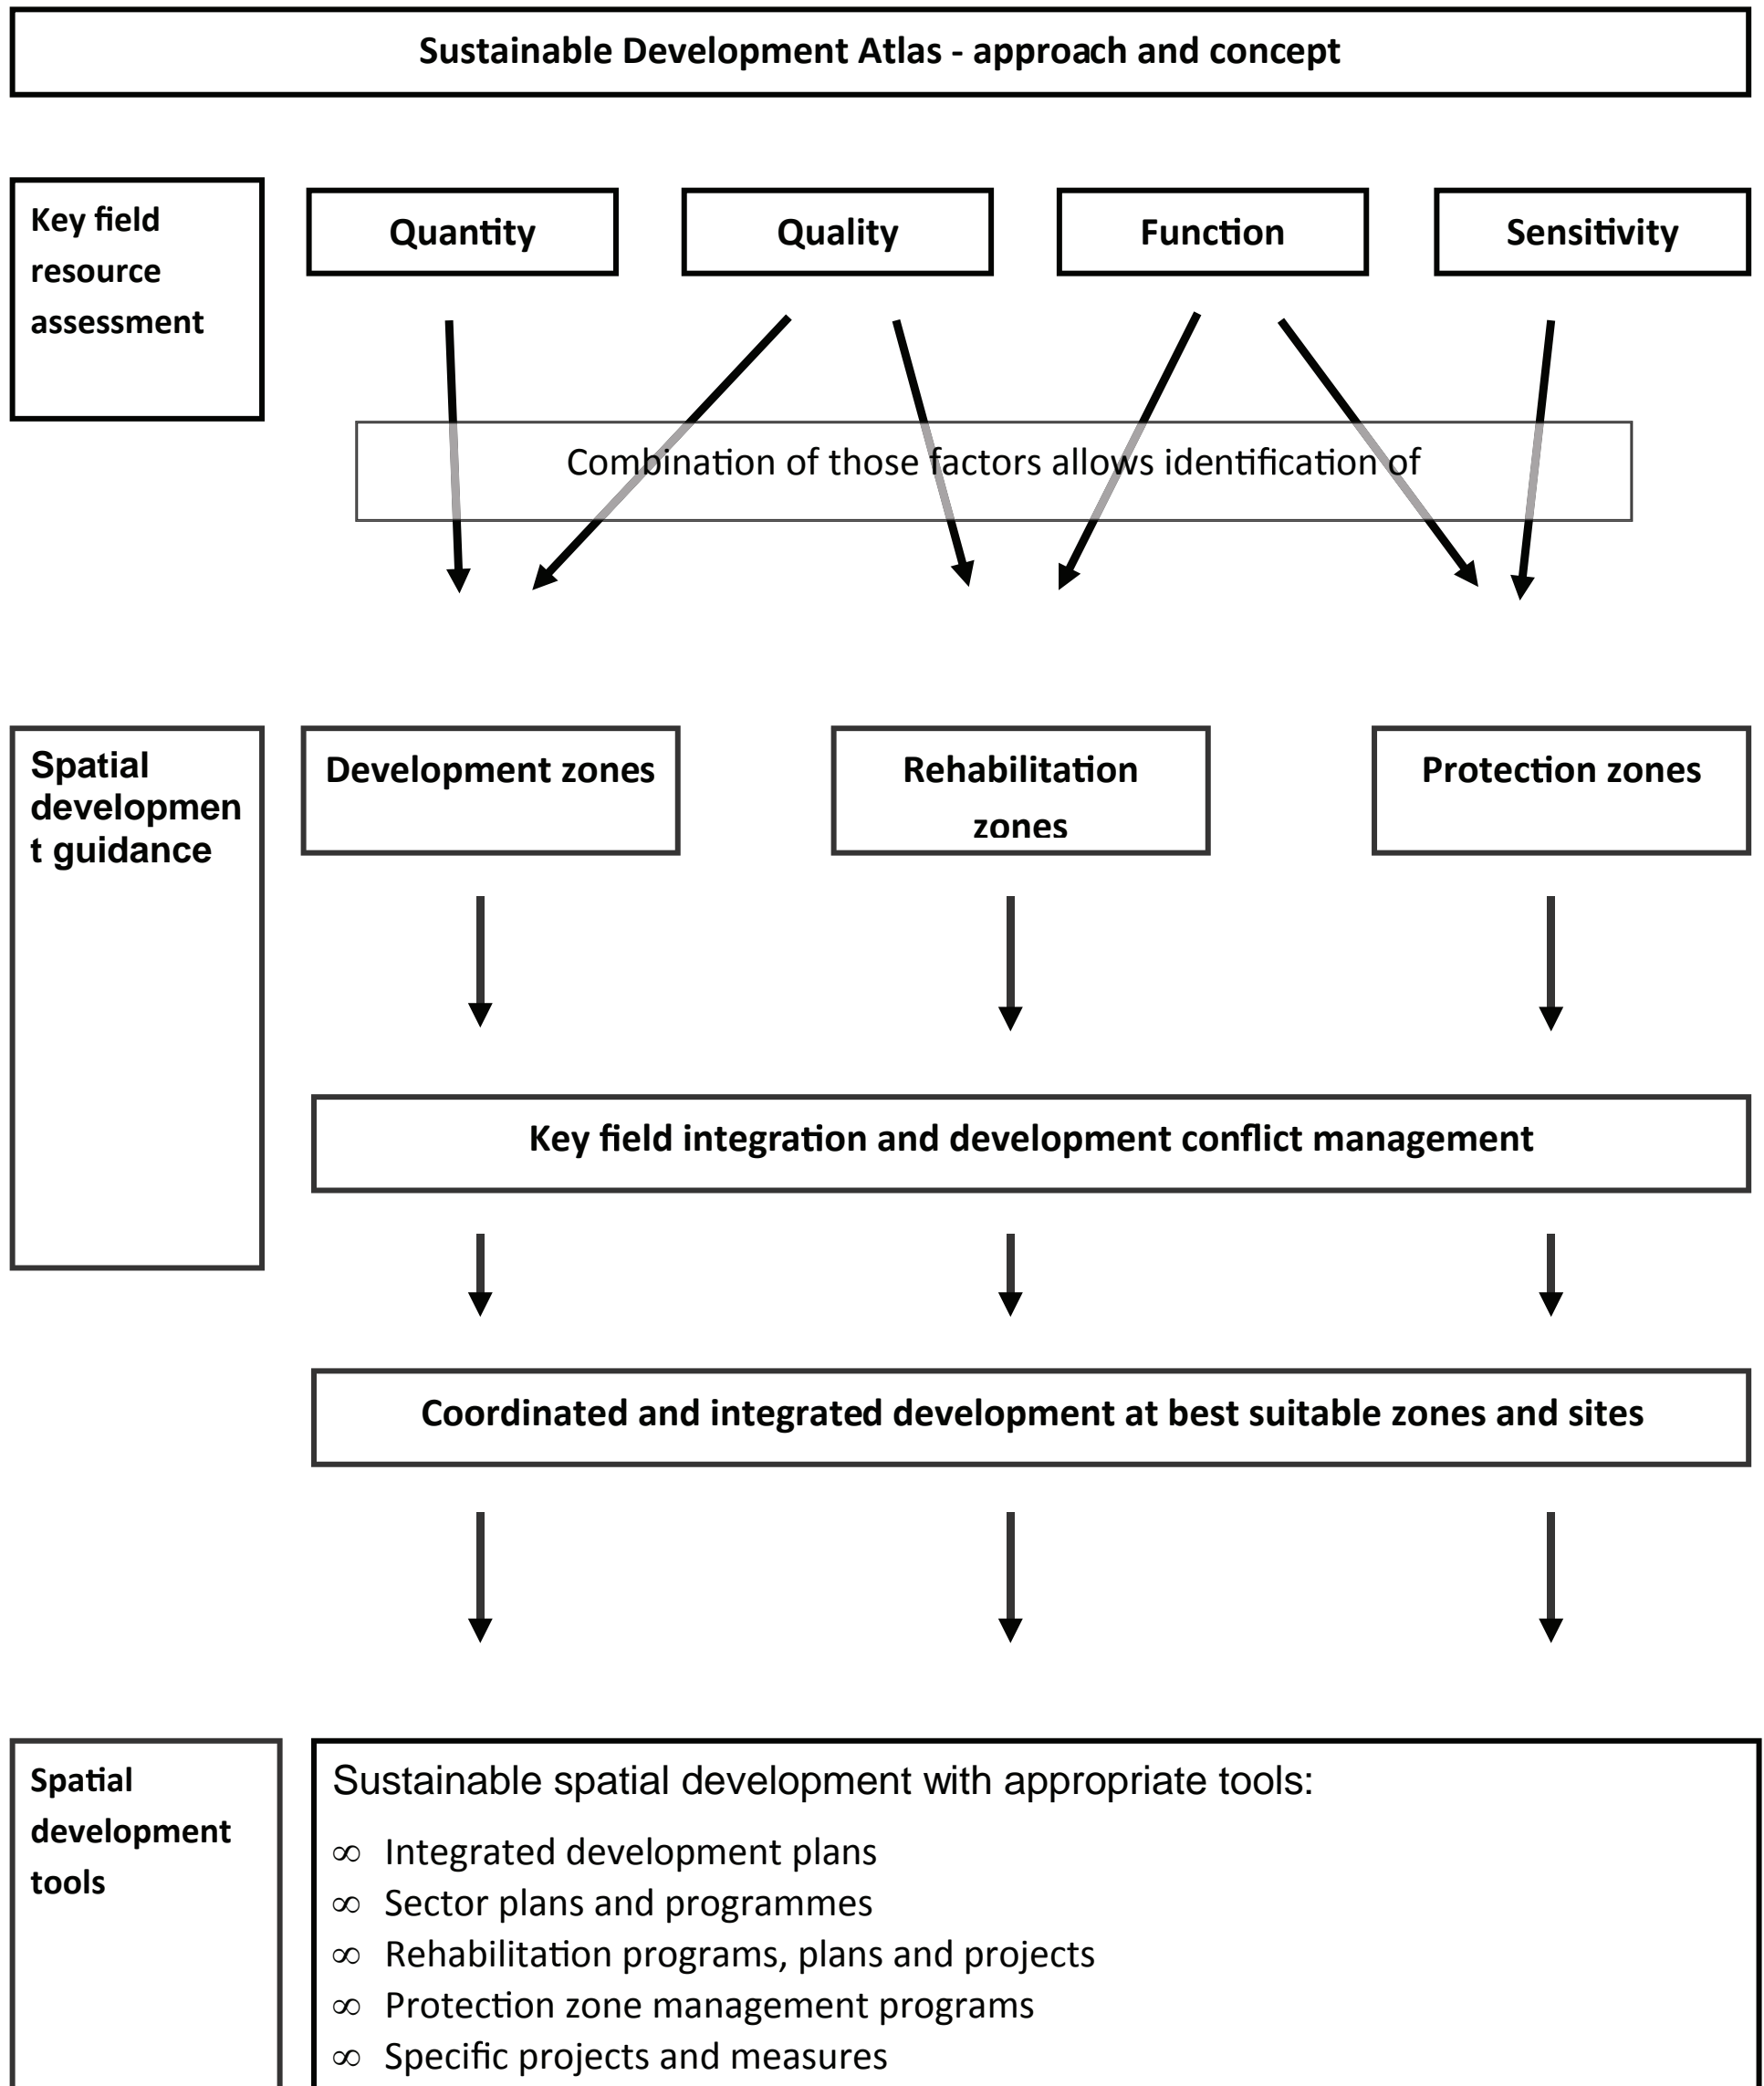 Sustainable Development Atlas - approach and concept
Key field
resource
assessment
Quantity
Quality
Function
Sensitivity
Combination of those factors allows identification of
Spatial
developmen
t guidance
Development zones
Rehabilitation
zones
Protection zones
Key field integration and development conflict management
Coordinated and integrated development at best suitable zones and sites
Spatial
development
tools
Sustainable spatial development with appropriate tools:
∞ Integrated development plans
∞ Sector plans and programmes
∞ Rehabilitation programs, plans and projects
∞ Protection zone management programs
∞ Specific projects and measures